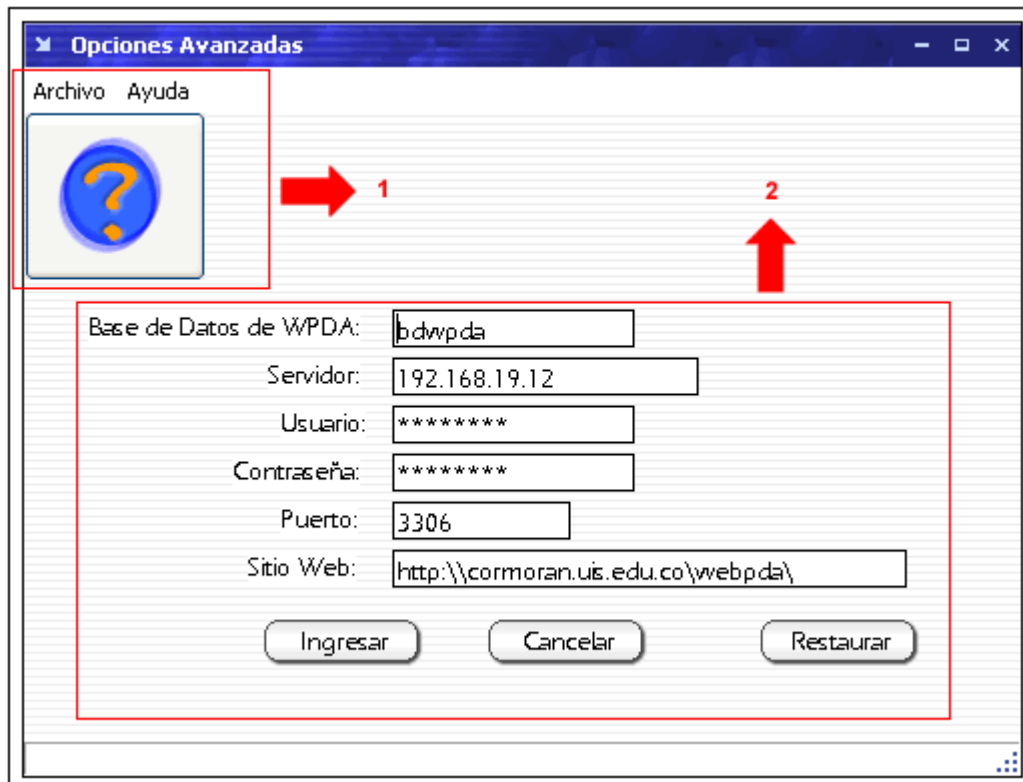 Opciones Avanzadas
Archivo Ayuda
?
1
2
Base de Datos de WPDA: bdwpda
Servidor: 192.168.19.12
Usuario: ********
Contraseña: ********
Puerto: 3306
Sitio Web: http:\\cormoran.uis.edu.co\webpda\
Ingresar Cancelar Restaurar